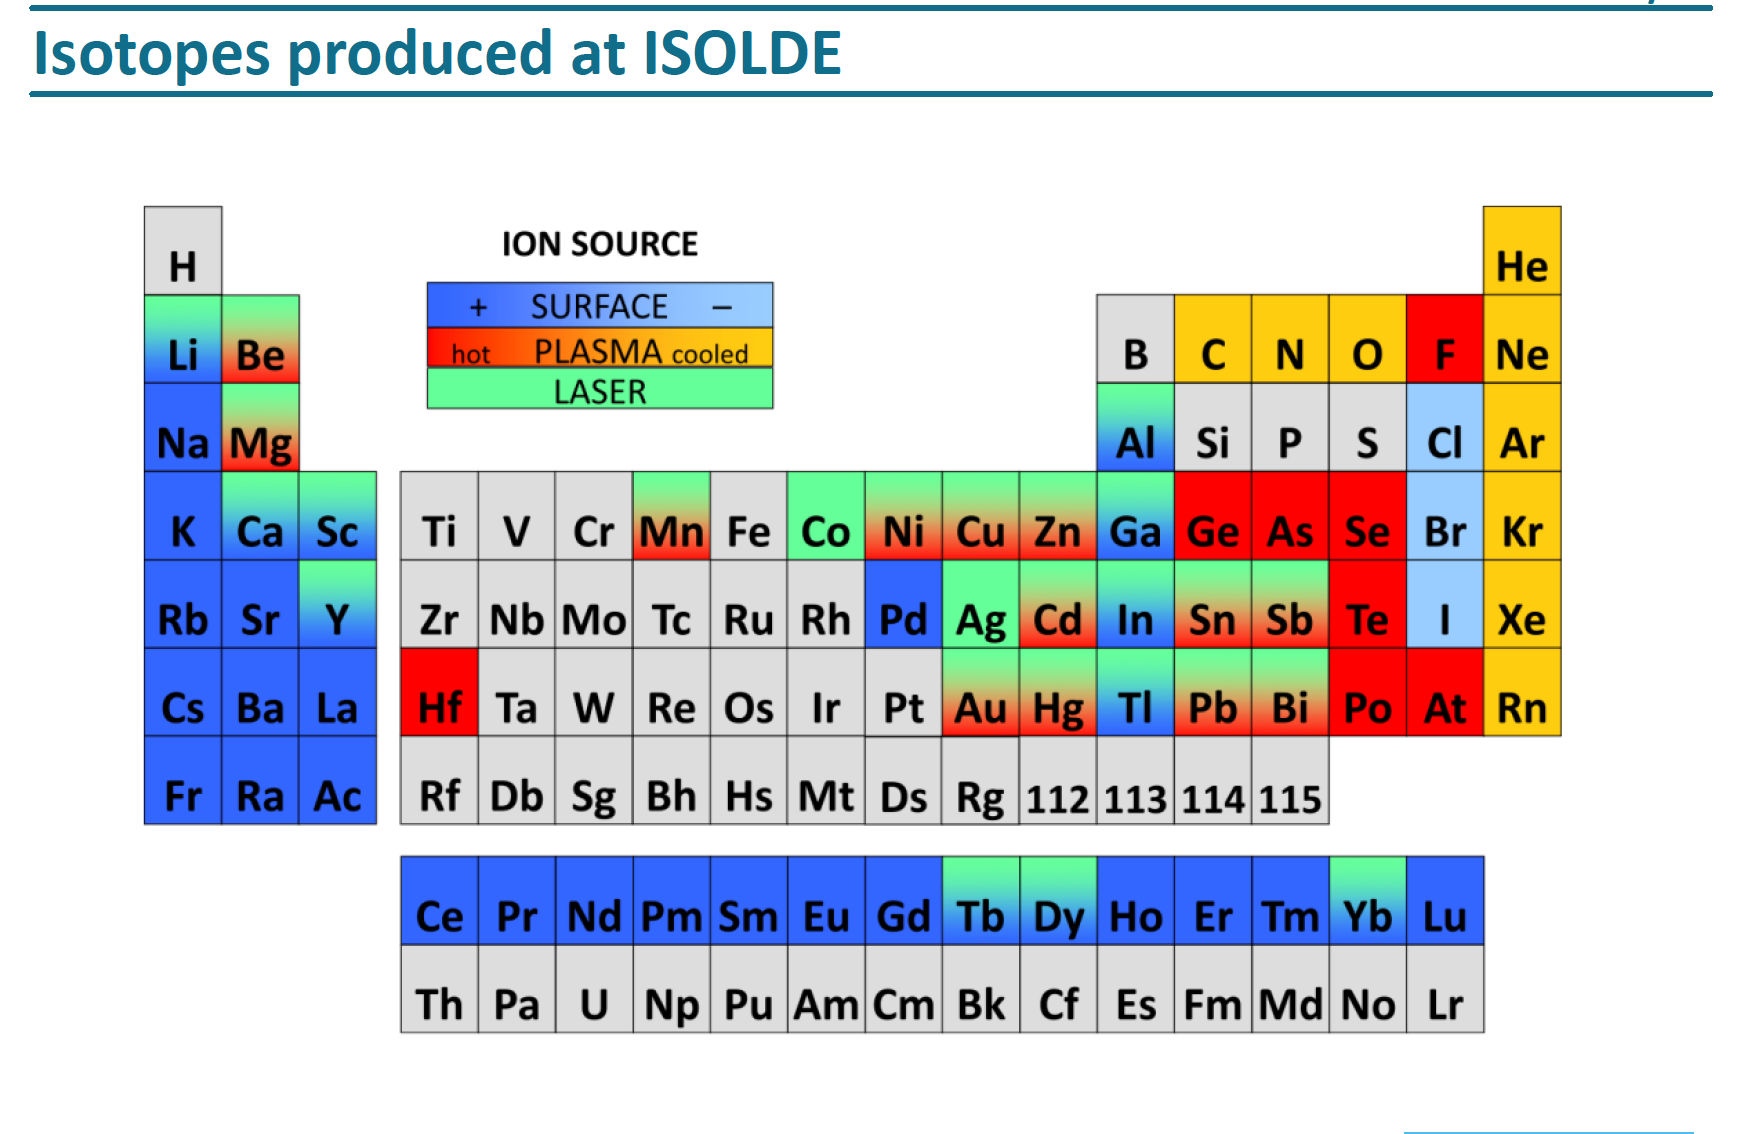 Isotopes produced at ISOLDE
H He
ION SOURCE
+ SURFACE –
hot PLASMA cooled
LASER
Li Be B C N O F Ne
Na Mg Al Si P S Cl Ar
K Ca Sc Ti V Cr Mn Fe Co Ni Cu Zn Ga Ge As Se Br Kr
Rb Sr Y Zr Nb Mo Tc Ru Rh Pd Ag Cd In Sn Sb Te I Xe
Cs Ba La Hf Ta W Re Os Ir Pt Au Hg Tl Pb Bi Po At Rn
Fr Ra Ac Rf Db Sg Bh Hs Mt Ds Rg 112 113 114 115
Ce Pr Nd Pm Sm Eu Gd Tb Dy Ho Er Tm Yb Lu
Th Pa U Np Pu Am Cm Bk Cf Es Fm Md No Lr